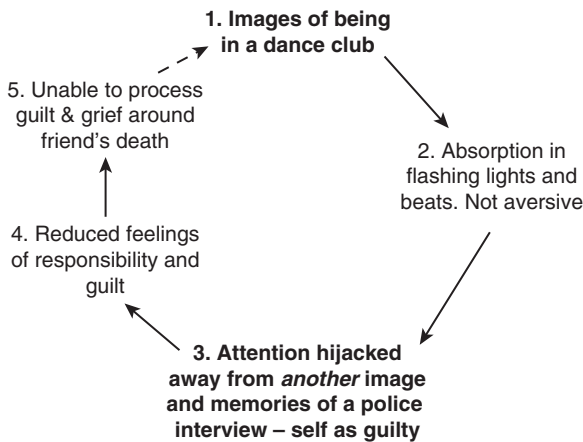 1. Images of being
in a dance club
2. Absorption in
flashing lights and
beats. Not aversive
3. Attention hijacked
away from another image
and memories of a police
interview – self as guilty
4. Reduced feelings
of responsibility and
guilt
5. Unable to process
guilt & grief around
friend's death